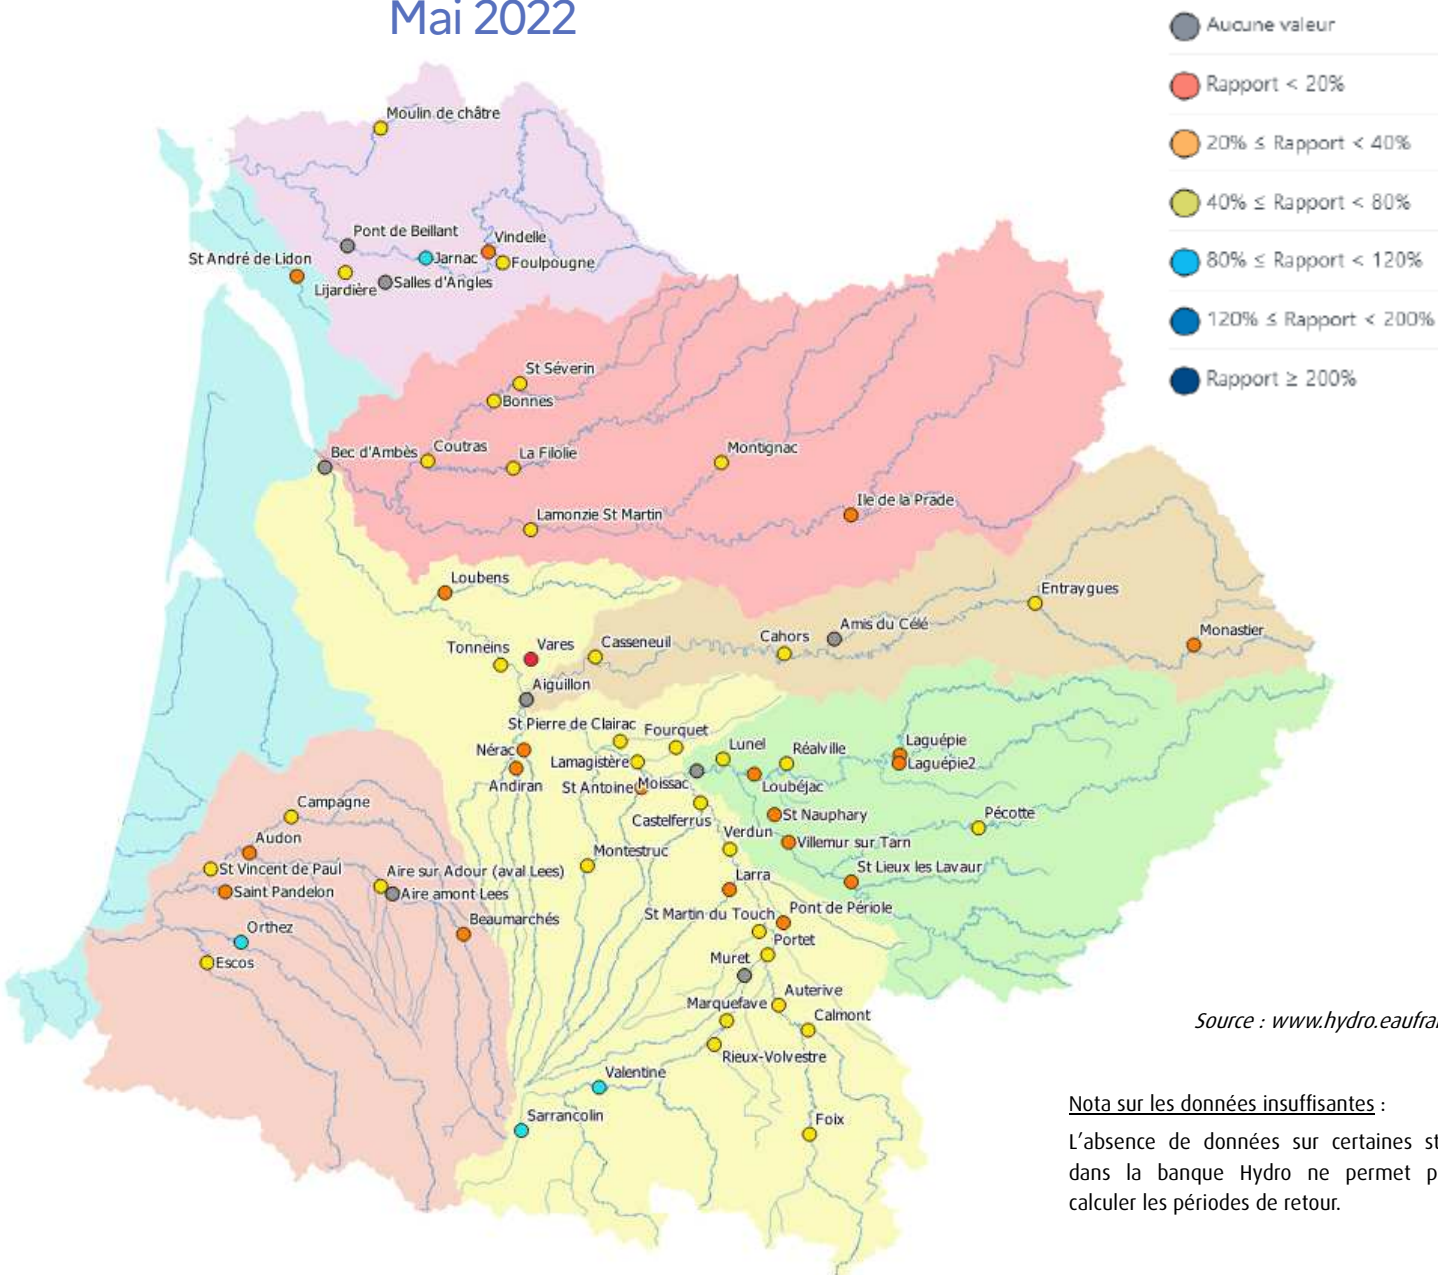 Mai 2022
Aucune valeur
Rapport < 20%
20% ≤ Rapport < 40%
40% ≤ Rapport < 80%
80% ≤ Rapport < 120%
120% ≤ Rapport < 200%
Rapport ≥ 200%
Moulin de châtre
Pont de Beillant
Vindelle
St André de Lidon
Jarnac
Foulpougne
Lijardière
Salles d'Angles
St Séverin
Bonnes
Bec d'Ambès
Coutras
La Filolie
Montignac
Ile de la Prade
Lamonzie St Martin
Loubens
Entraygues
Amis du Célé
Monastier
Cahors
Casseneuil
Vares
Tonneins
Aiguillon
St Pierre de Clairac
Fourquet
Lunel
Réalville
Laguépie
Laguépie2
Nérac
Lamagistère
Andiran
St Antoine
Moissac
Loubéjac
Castelferrus
St Nauphary
Pécotte
Campagne
Audon
Verdun
Villemur sur Tarn
Montestruc
St Vincent de Paul
Aire sur Adour (aval Lees)
St Lieux les Lavaur
Saint Pandelon
Aire amont Lees
Larra
Beaumarchés
St Martin du Touch
Pont de Périole
Orthez
Portet
Escos
Muret
Auterive
Marquefave
Calmont
Rieux-Volvestre
Valentine
Sarrancolin
Foix
Source : www.hydro.eaufra
Nota sur les données insuffisantes :
L'absence de données sur certaines st
dans la banque Hydro ne permet p
calculer les périodes de retour.